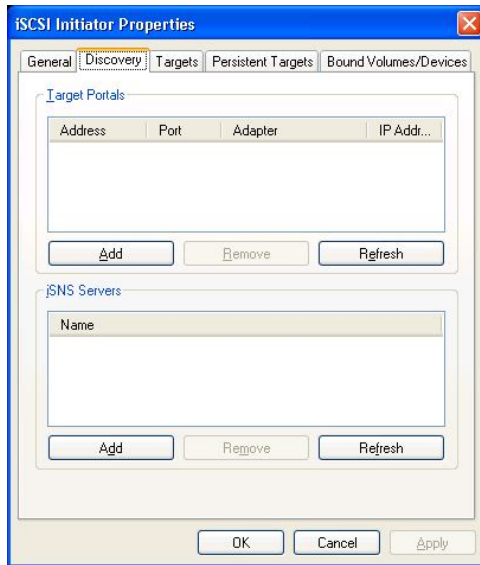 iSCSI Initiator Properties
General Discovery Targets Persistent Targets Bound Volumes/Devices
Target Portals
Address Port Adapter IP Addr...
Add Remove Refresh
iSNS Servers
Name
Add Remove Refresh
OK Cancel Apply